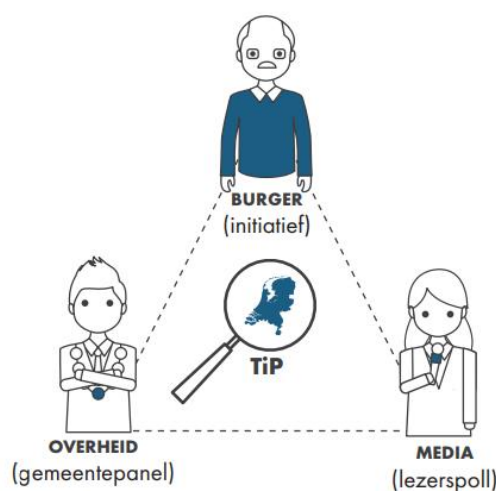 BURGER
(initiatief)
TiP
OVERHEID
(gemeentepanel)
MEDIA
(lezerspoll)